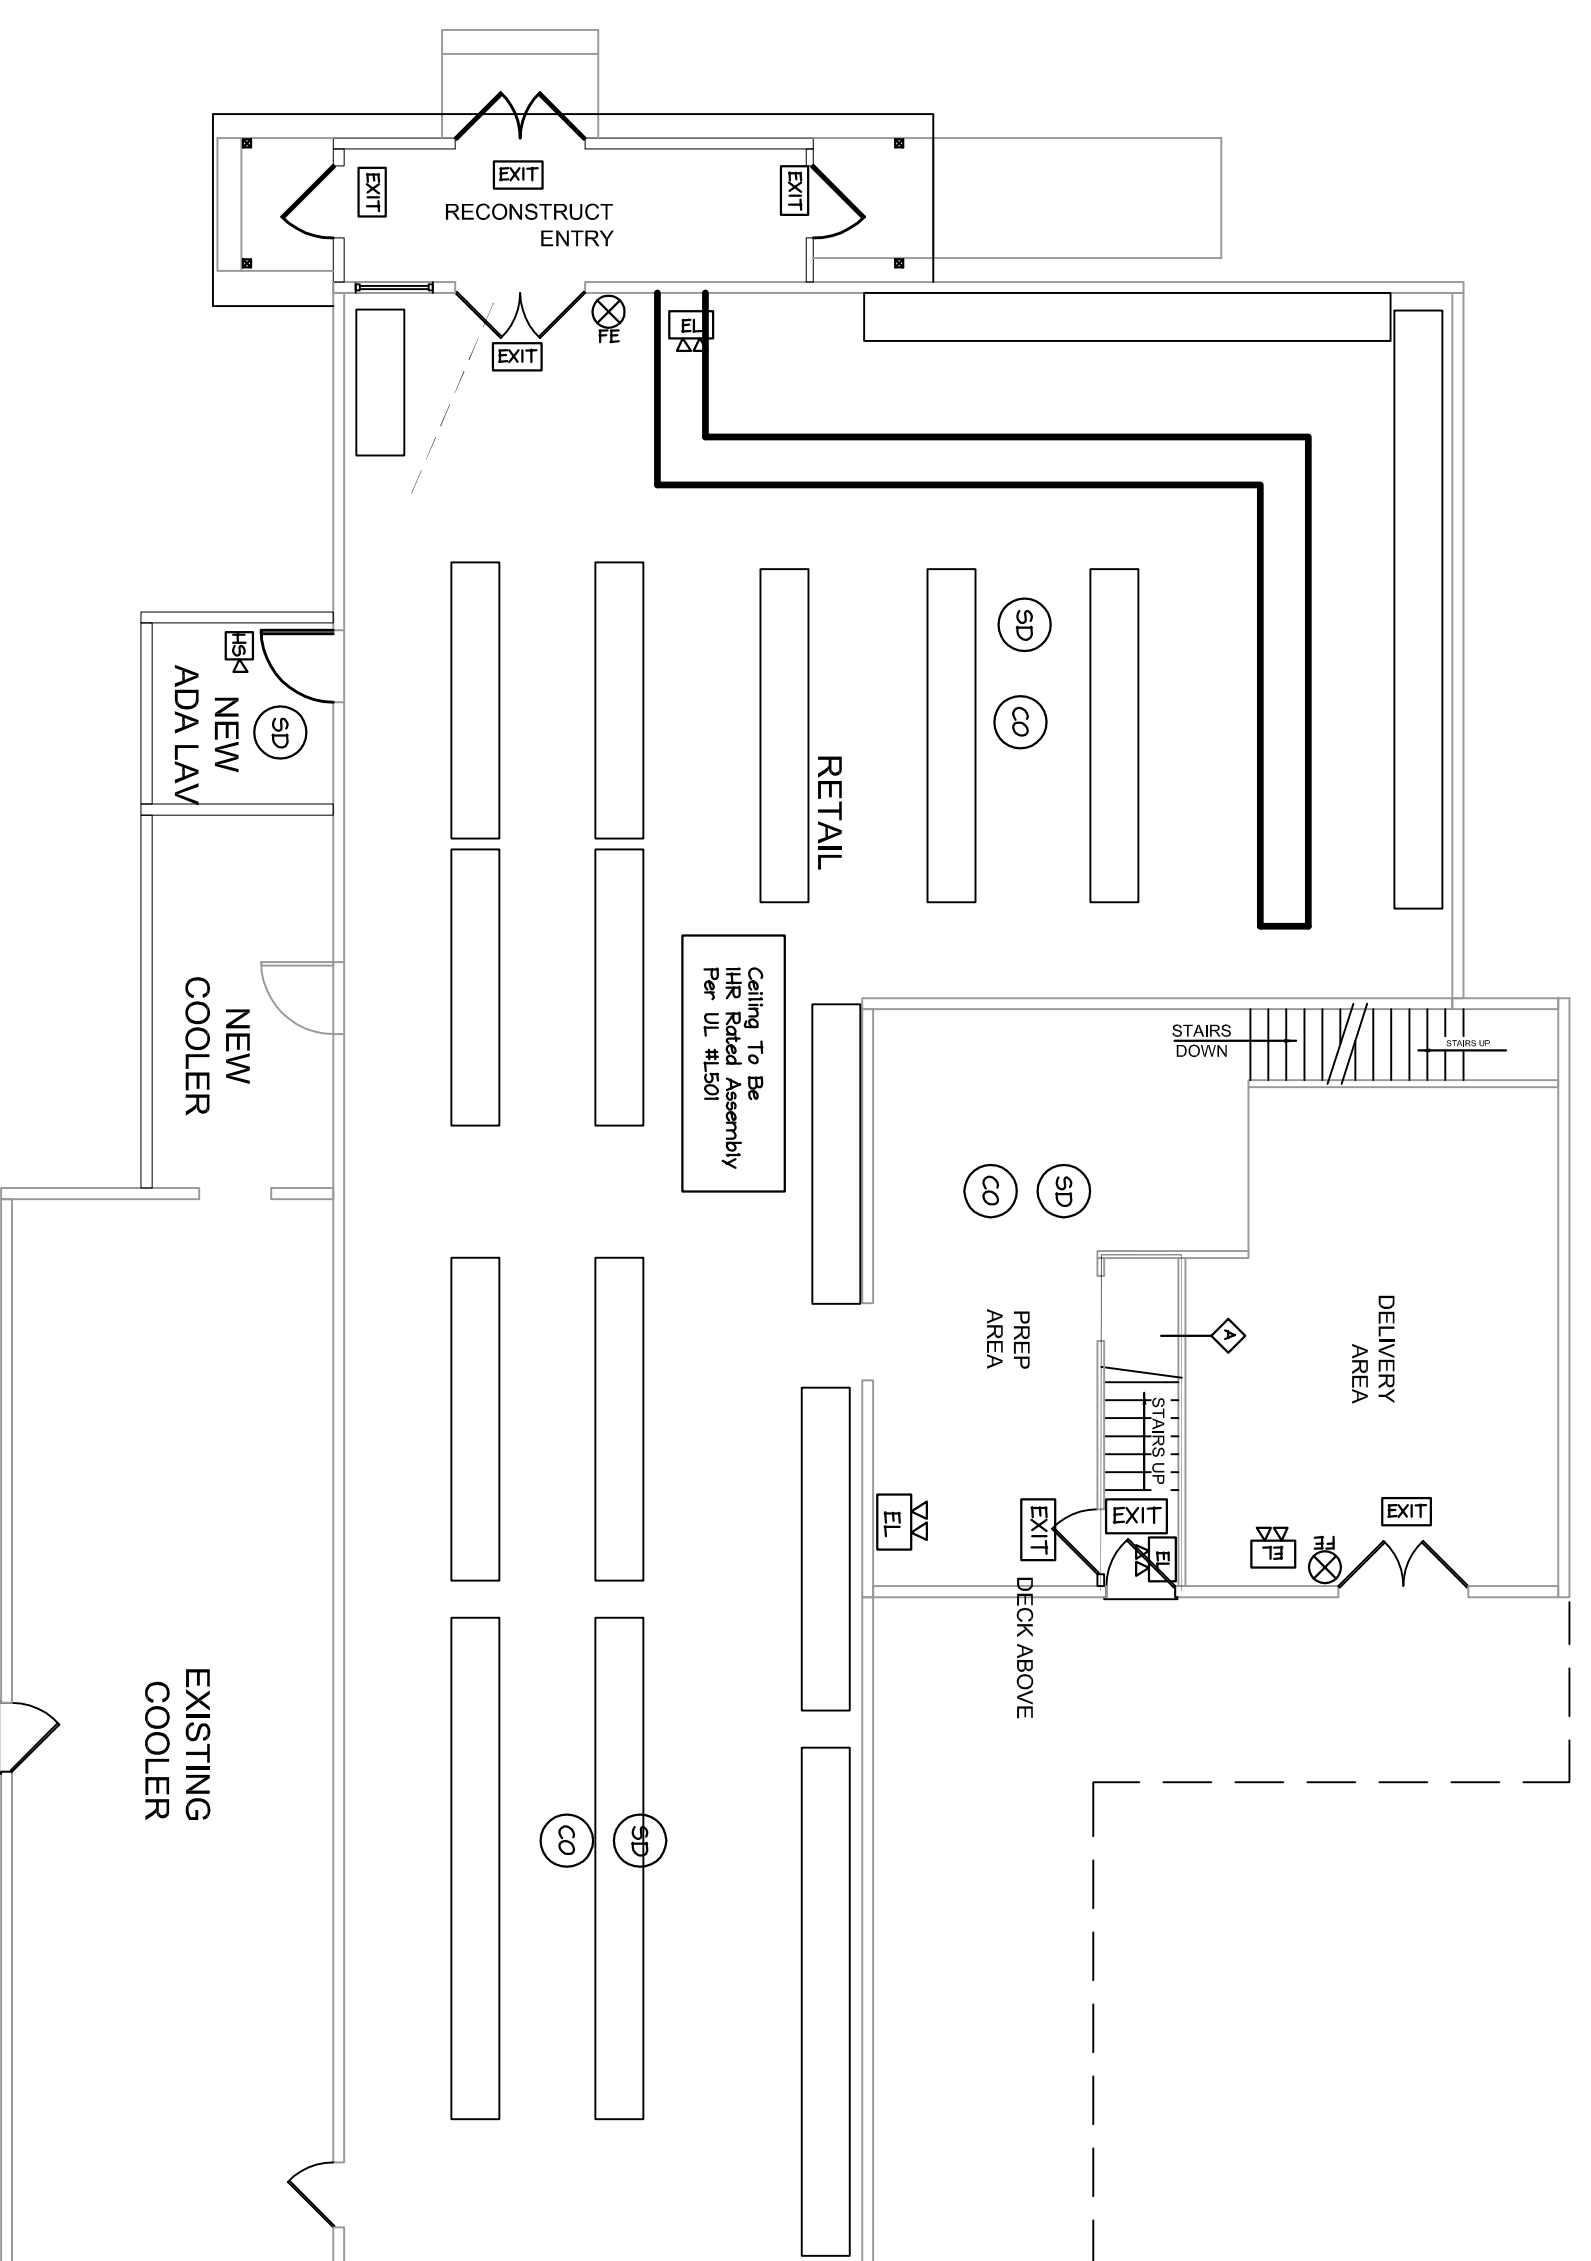 EXIT
EXIT
EXIT
RECONSTRUCT
ENTRY
FE
EL
EXIT
SD
CO
HS
NEW
ADA LAV
SD
RETAIL
Ceiling To Be
1HR Rated Assembly
Per UL #L501
NEW
COOLER
STAIRS
DOWN
STAIRS UP
CO
SD
PREP
AREA
A
DELIVERY
AREA
STAIRS UP
EL
EXIT
EXIT
EL
EL
FE
EXIT
DECK ABOVE
EXISTING
COOLER
CO
SD